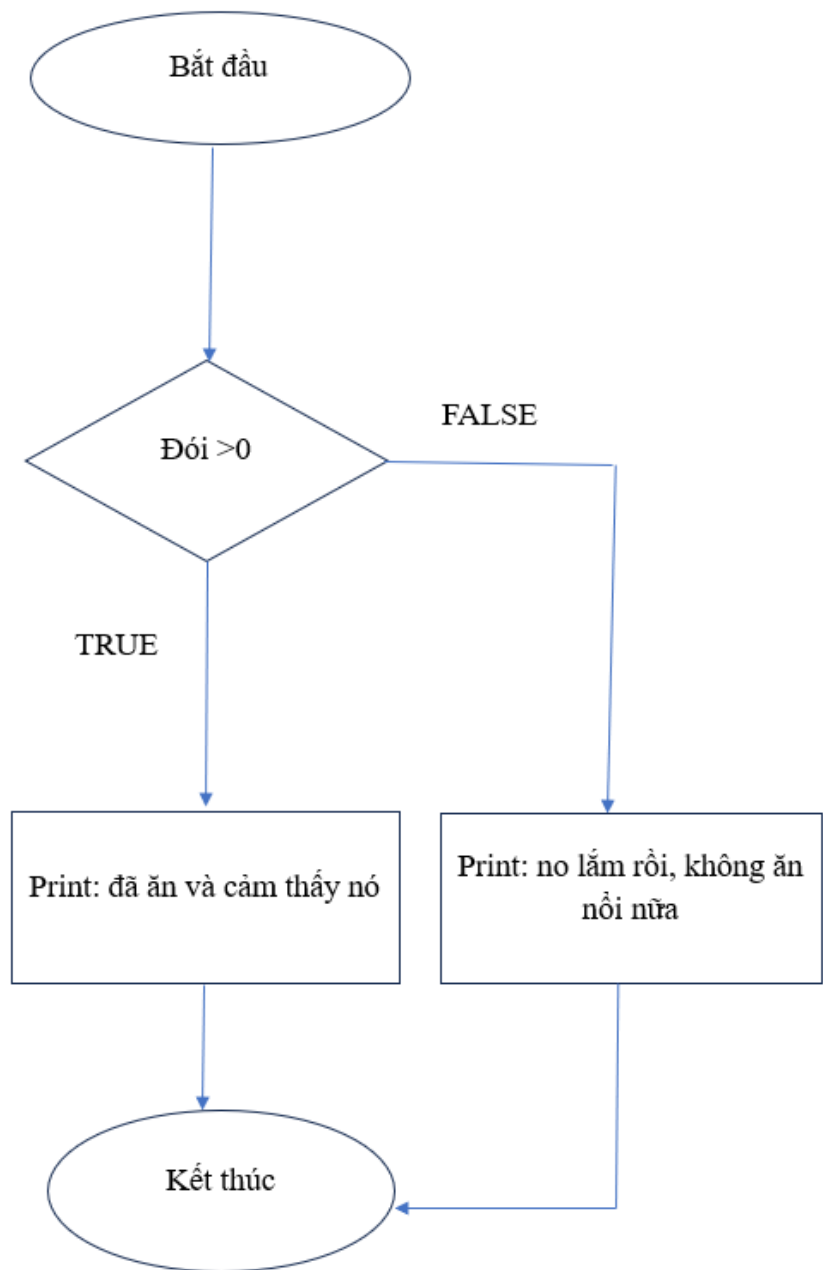 Bắt đầu
Đói >0
FALSE
TRUE
Print: đã ăn và cảm thấy nó
Print: no lắm rồi, không ăn
nổi nữa
Kết thúc